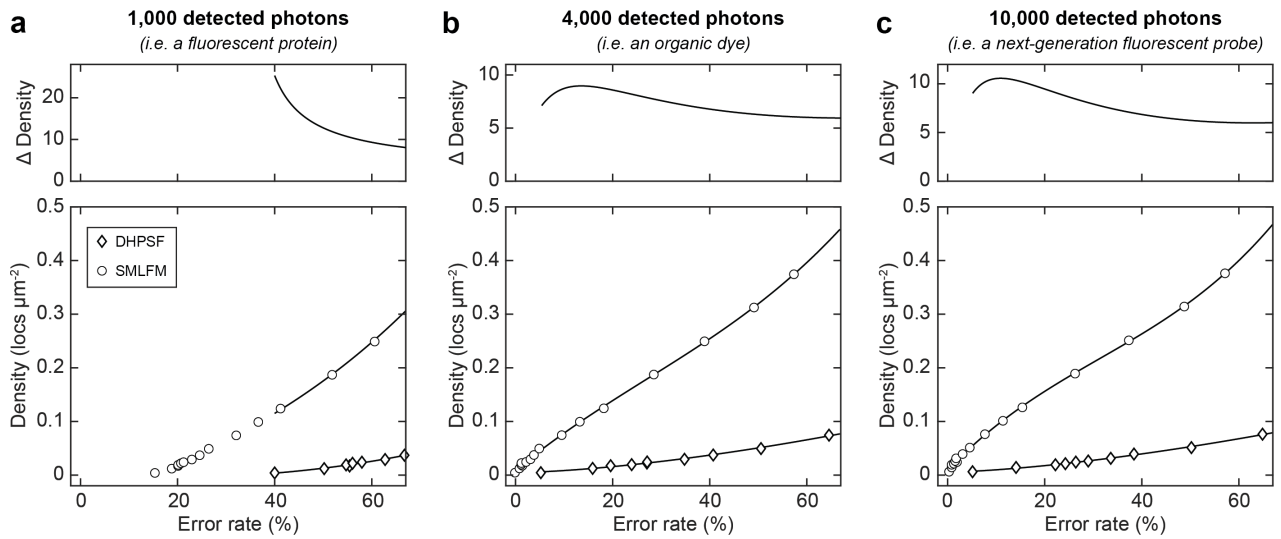 a
1,000 detected photons
(i.e. a fluorescent protein)
Δ Density
20
10
0
Density (locs µm⁻²)
0.5
0.4
0.3
0.2
0.1
0
DHPSF
SMLFM
0
20
40
60
Error rate (%)
b
4,000 detected photons
(i.e. an organic dye)
Δ Density
10
5
0
Density (locs µm⁻²)
0.5
0.4
0.3
0.2
0.1
0
0
20
40
60
Error rate (%)
c
10,000 detected photons
(i.e. a next-generation fluorescent probe)
Δ Density
10
5
0
Density (locs µm⁻²)
0.5
0.4
0.3
0.2
0.1
0
0
20
40
60
Error rate (%)